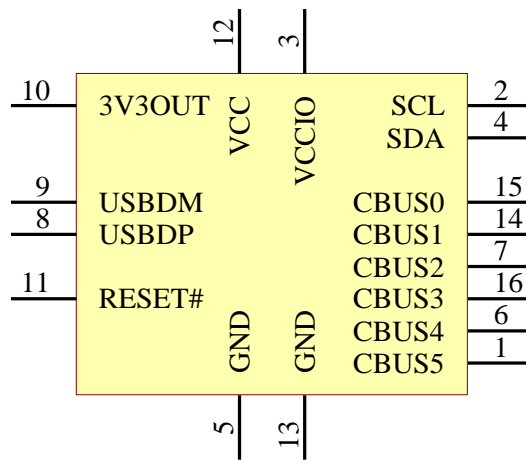 12 3
10 3V3OUT VCC VCCIO SCL 2
SDA 4
9 USBDM CBUS0 15
8 USBDP CBUS1 14
CBUS2 7
11 RESET# CBUS3 16
GND GND CBUS4 6
CBUS5 1
5 13